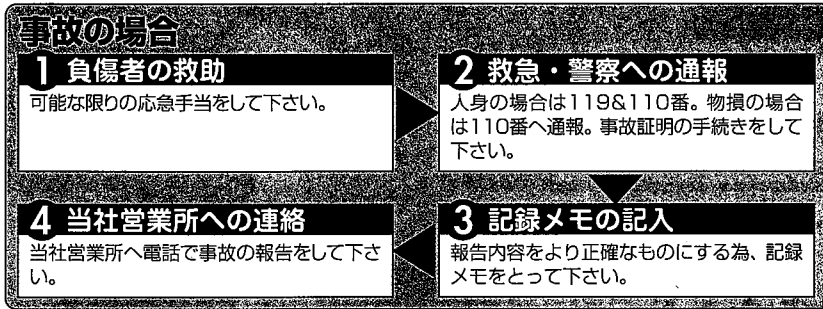 事故の場合
1 負傷者の救助
可能な限りの応急手当をして下さい。
2 救急・警察への通報
人身の場合は119&110番。物損の場合
は110番へ通報。事故証明の手続きをして
下さい。
3 記録メモの記入
報告内容をより正確なものにする為、記録
メモをとって下さい。
4 当社営業所への連絡
当社営業所へ電話で事故の報告をして下さ
い。